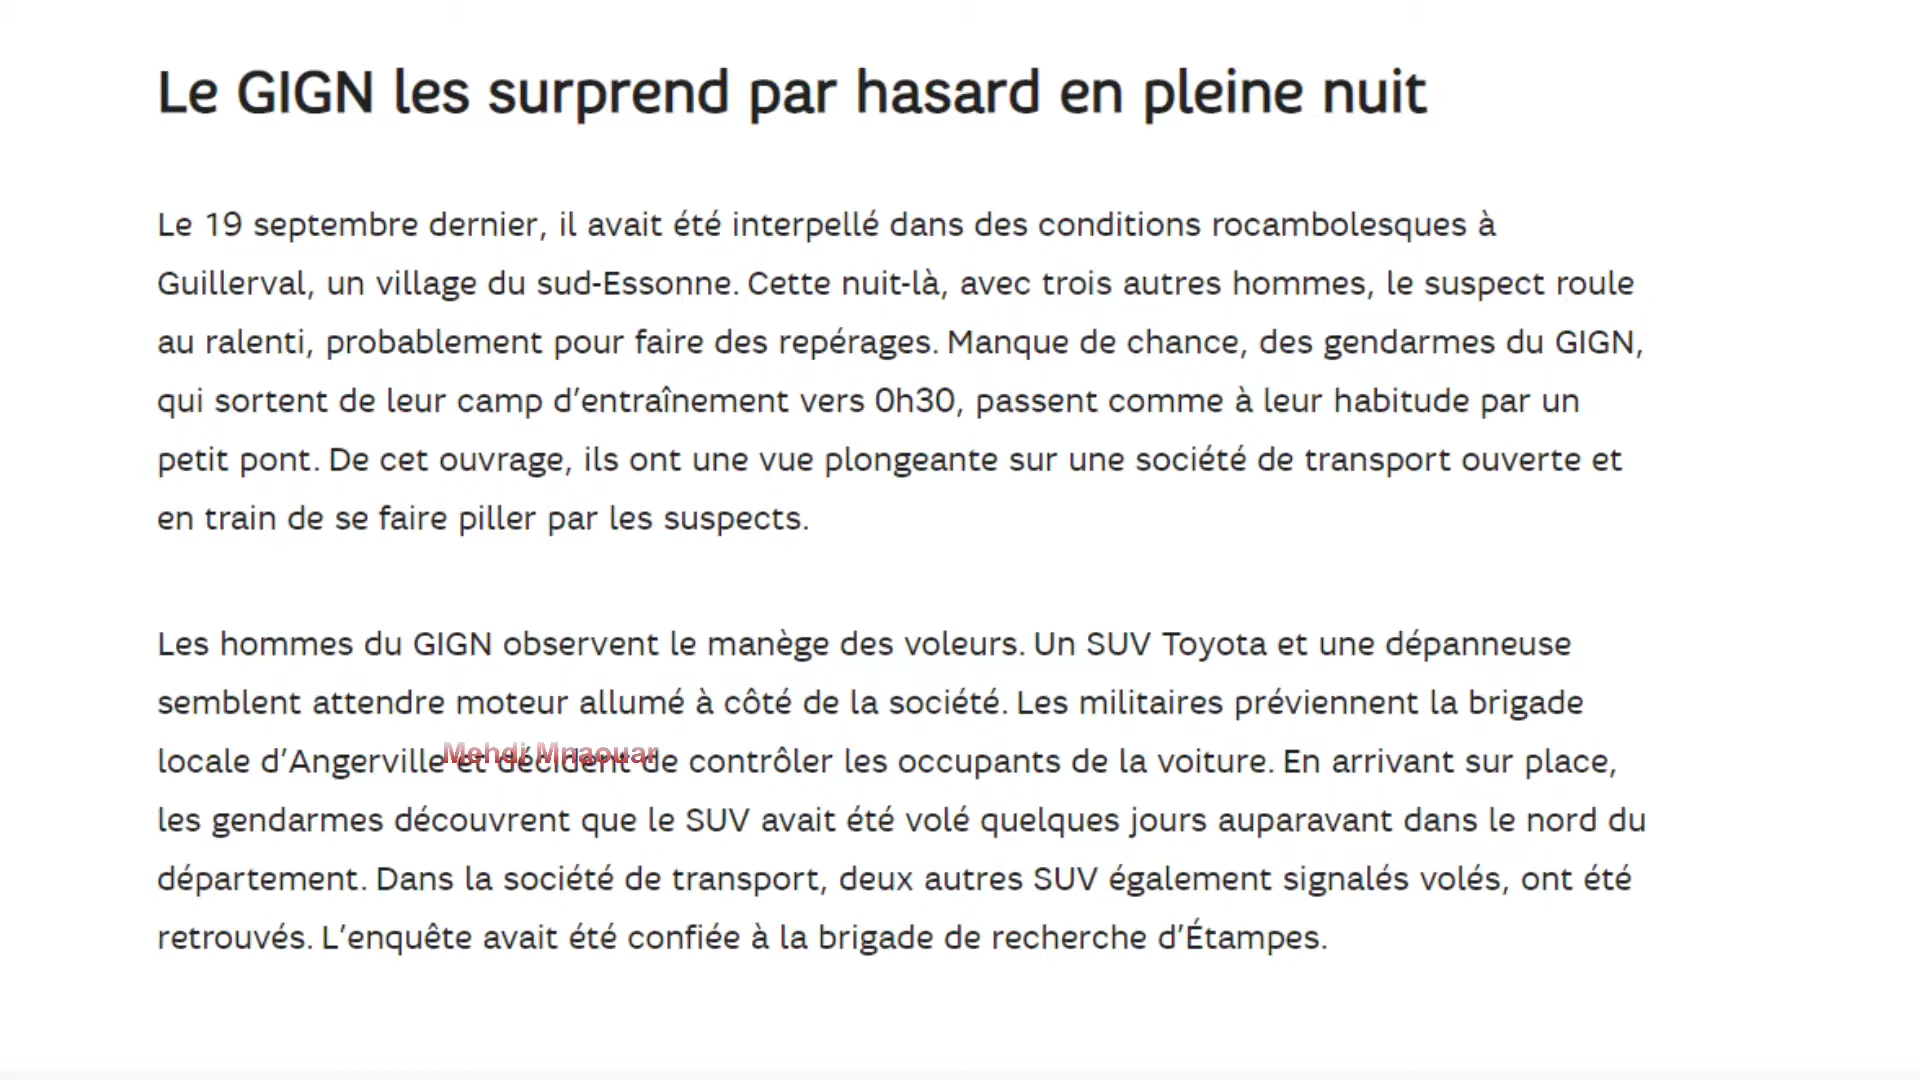 Le GIGN les surprend par hasard en pleine nuit
Le 19 septembre dernier, il avait été interpellé dans des conditions rocambolesques à
Guillerval, un village du sud-Essonne. Cette nuit-là, avec trois autres hommes, le suspect roule
au ralenti, probablement pour faire des repérages. Manque de chance, des gendarmes du GIGN,
qui sortent de leur camp d’entraînement vers 0h30, passent comme à leur habitude par un
petit pont. De cet ouvrage, ils ont une vue plongeante sur une société de transport ouverte et
en train de se faire piller par les suspects.
Les hommes du GIGN observent le manège des voleurs. Un SUV Toyota et une dépanneuse
semblent attendre moteur allumé à côté de la société. Les militaires préviennent la brigade
Mehdi Mnaouar
locale d’Angerville et décident de contrôler les occupants de la voiture. En arrivant sur place,
les gendarmes découvrent que le SUV avait été volé quelques jours auparavant dans le nord du
département. Dans la société de transport, deux autres SUV également signalés volés, ont été
retrouvés. L’enquête avait été confiée à la brigade de recherche d’Étampes.